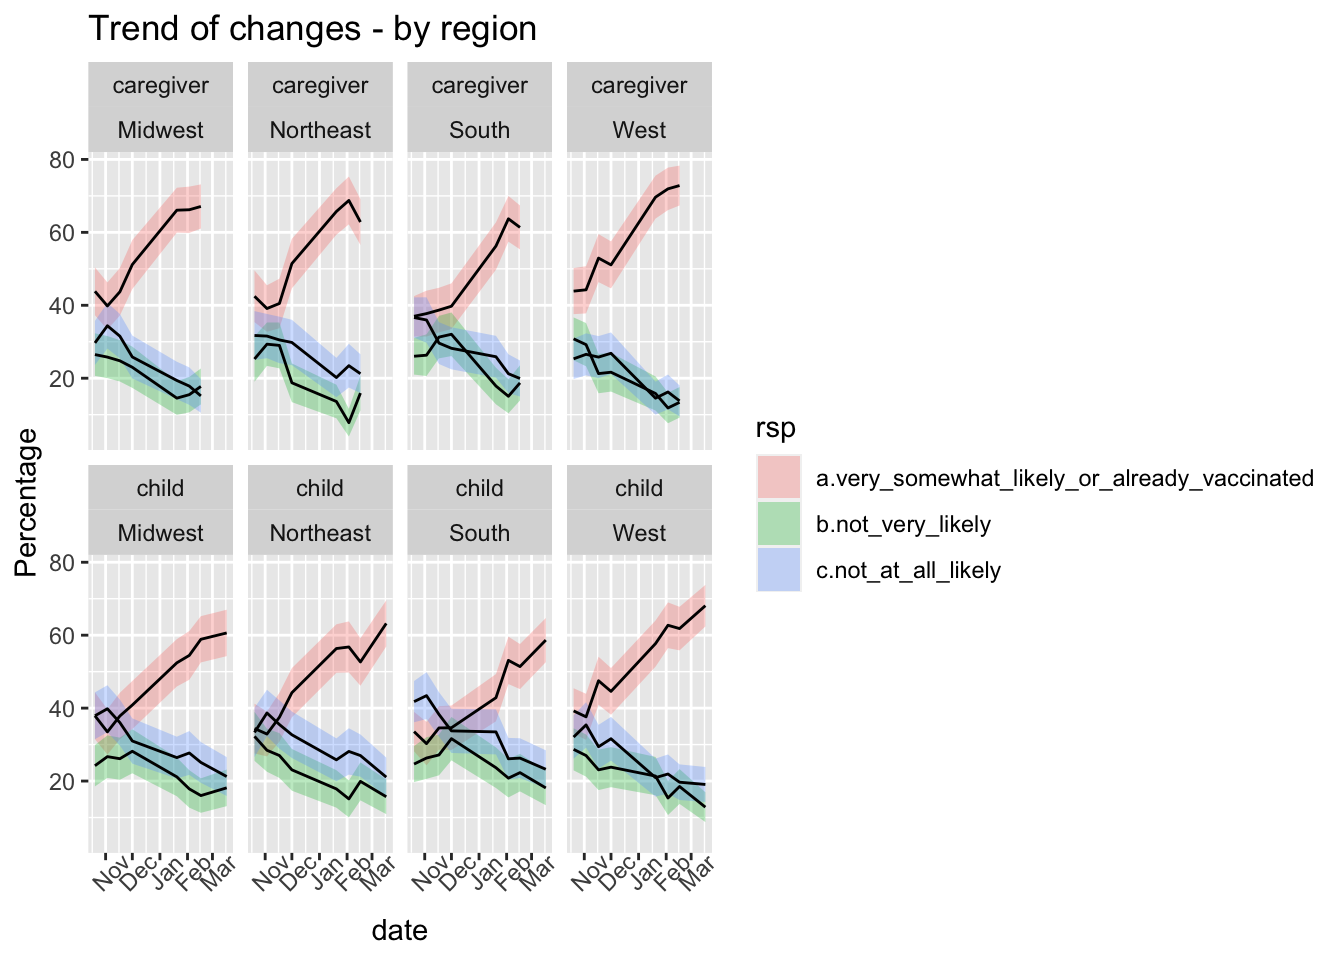 Trend of changes - by region
caregiver caregiver caregiver caregiver
Midwest Northeast South West
80
60
40
20
child child child child
Midwest Northeast South West
80
60
40
20
Nov Dec Jan Feb Mar Nov Dec Jan Feb Mar Nov Dec Jan Feb Mar Nov Dec Jan Feb Mar
date
Percentage
rsp
a.very_somewhat_likely_or_already_vaccinated
b.not_very_likely
c.not_at_all_likely